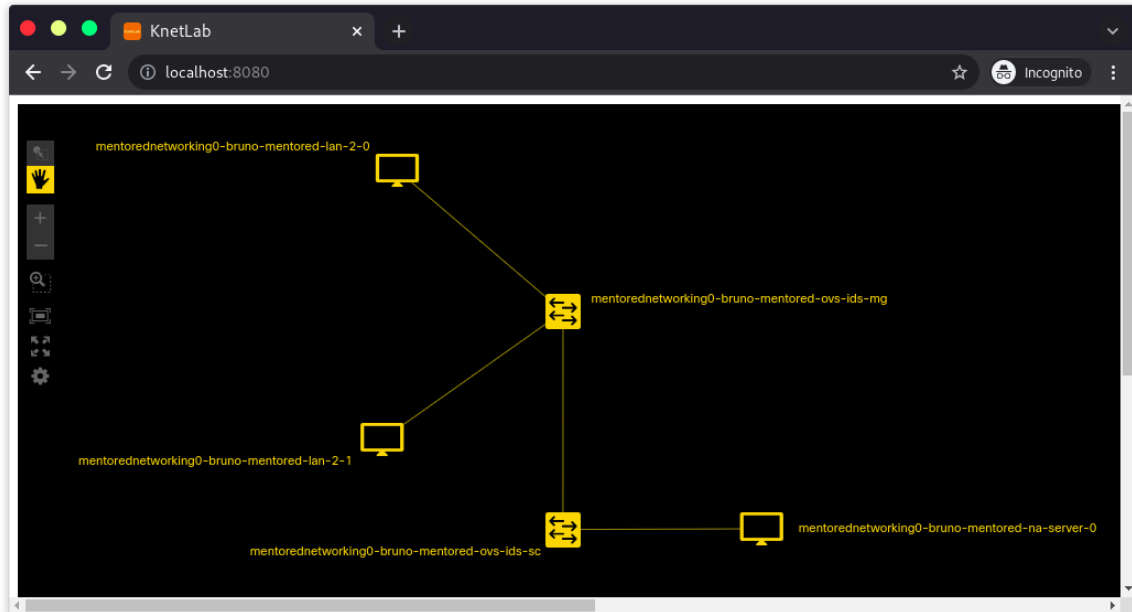 KnetLab
localhost:8080
Incognito
mentorednetworking0-bruno-mentored-lan-2-0
mentorednetworking0-bruno-mentored-ovs-ids-mg
mentorednetworking0-bruno-mentored-lan-2-1
mentorednetworking0-bruno-mentored-na-server-0
mentorednetworking0-bruno-mentored-ovs-ids-sc